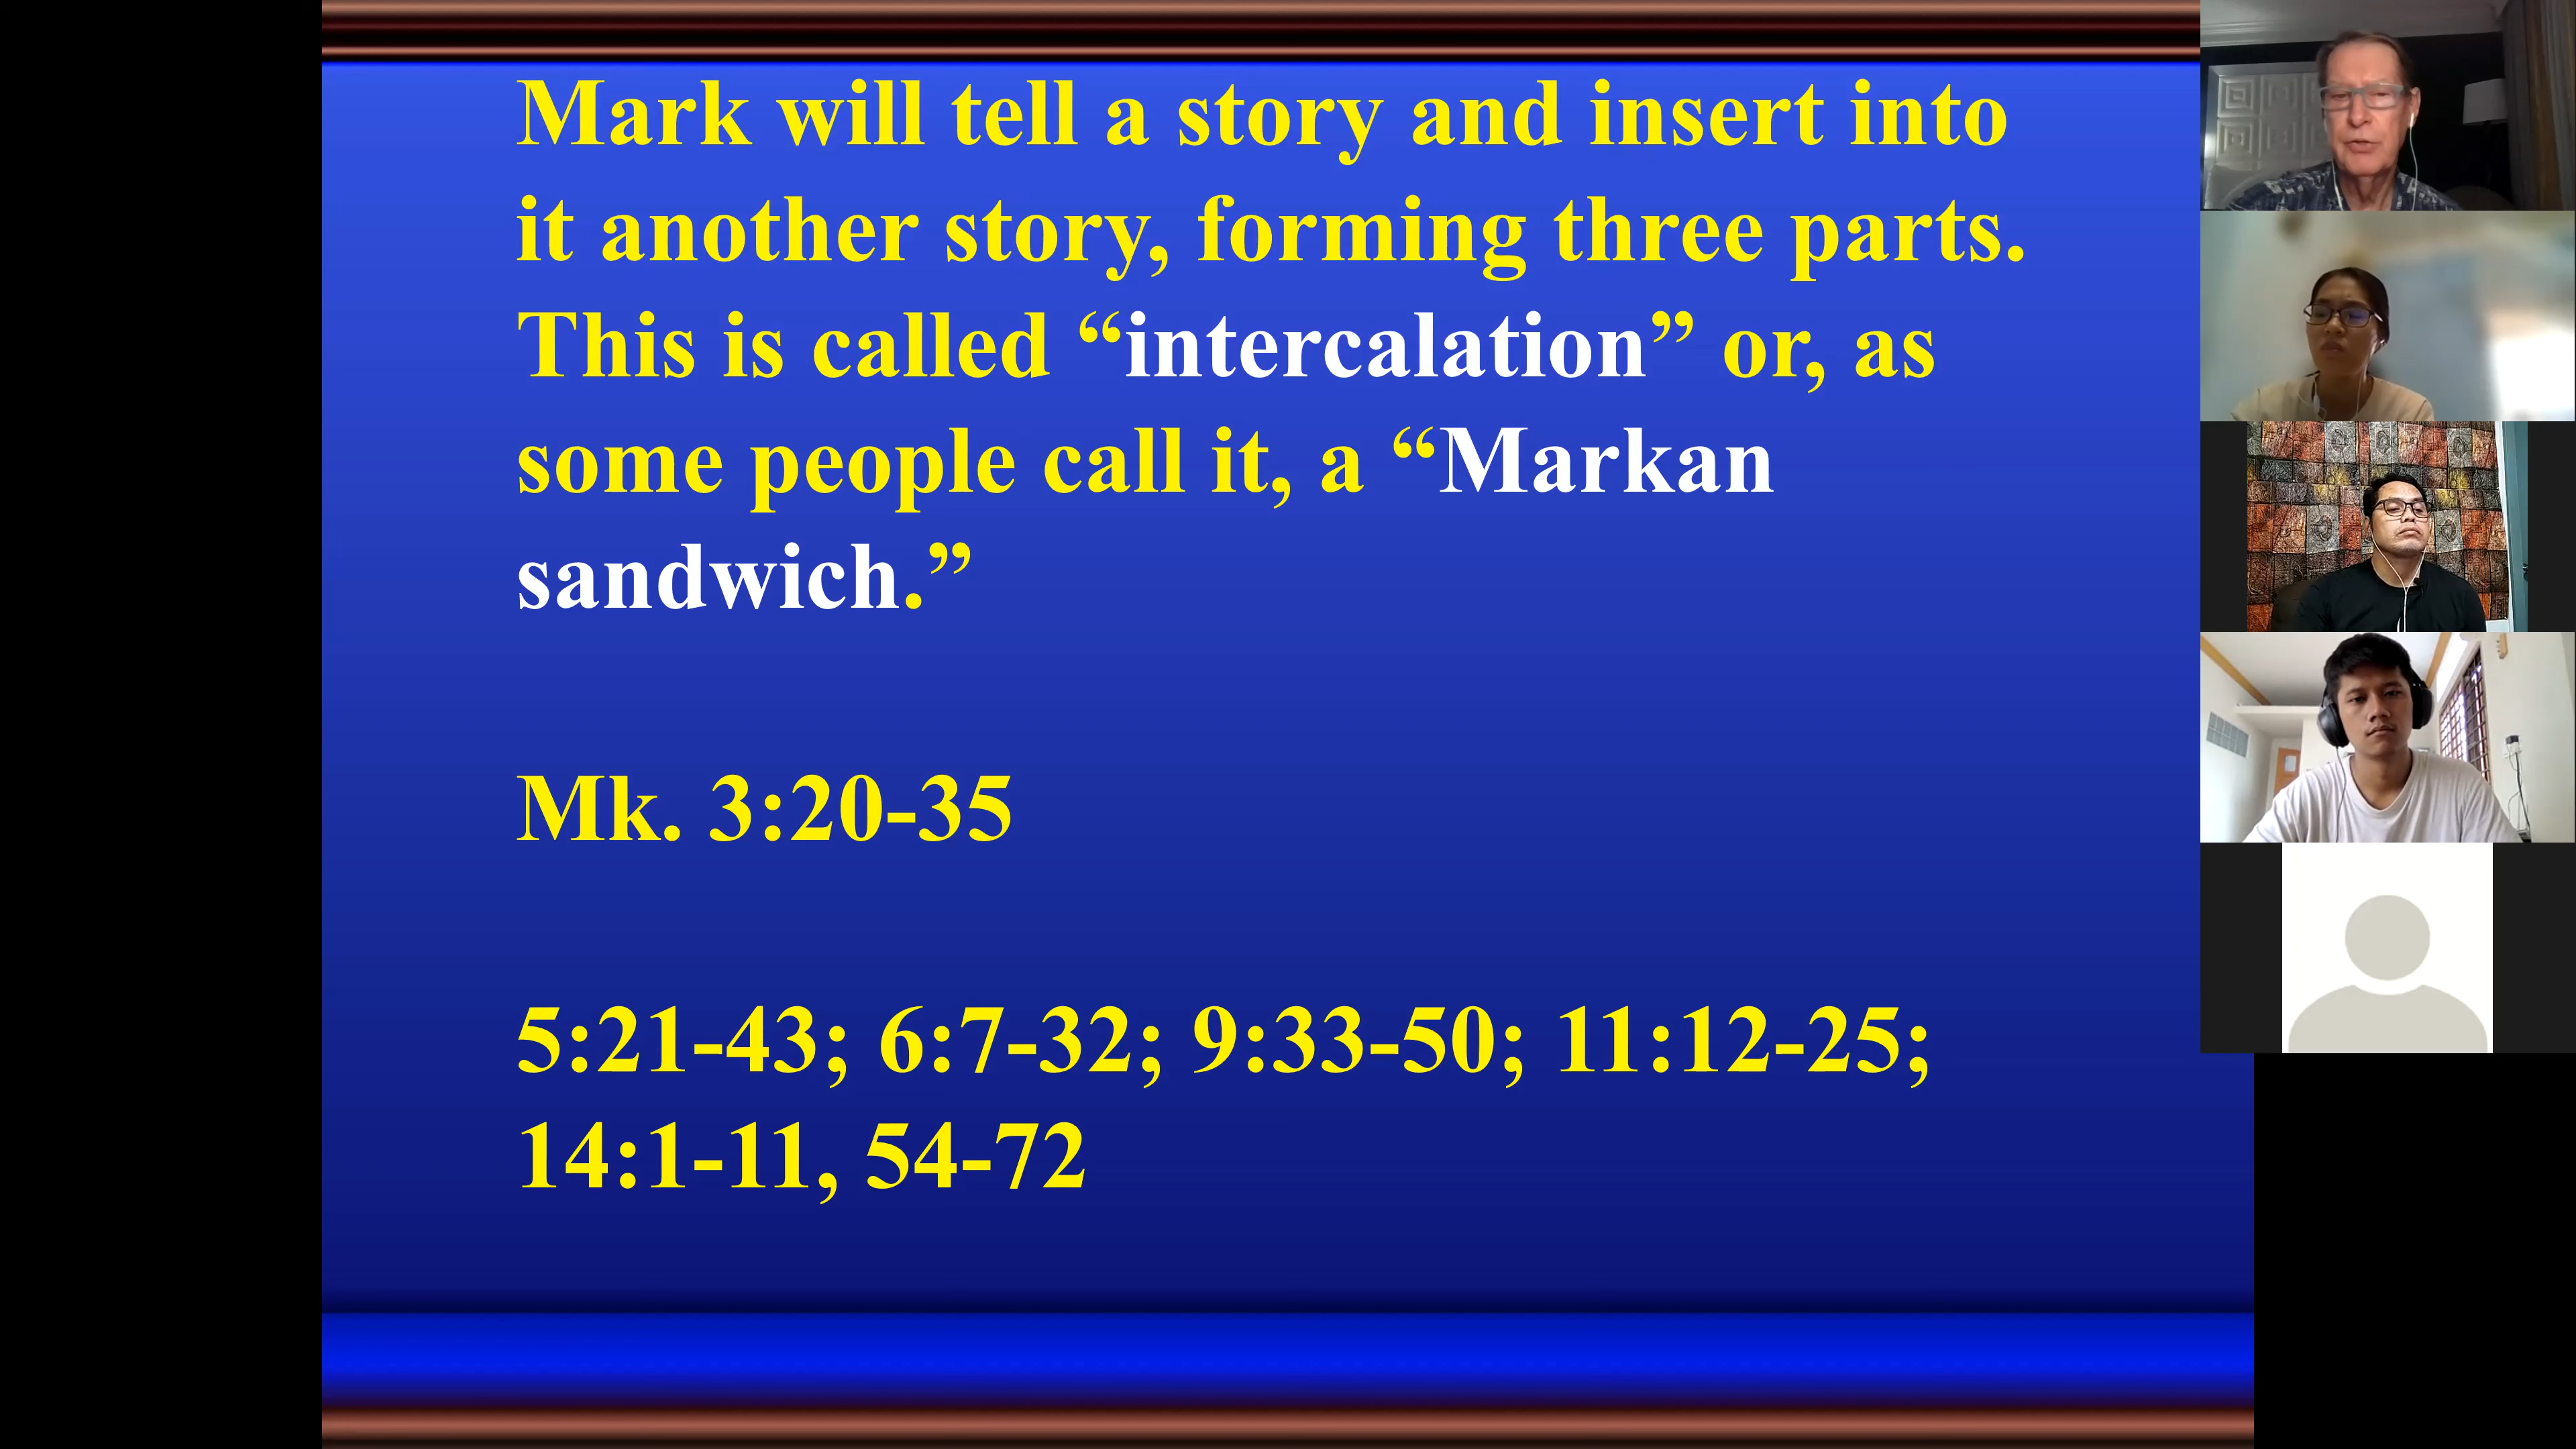 Mark will tell a story and insert into
it another story, forming three parts.
This is called “intercalation” or, as
some people call it, a “Markan
sandwich.”
Mk. 3:20-35
5:21-43; 6:7-32; 9:33-50; 11:12-25;
14:1-11, 54-72